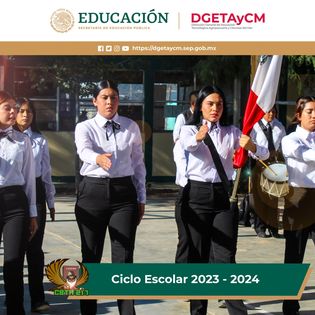 EDUCACIÓN
SECRETARÍA DE EDUCACIÓN PÚBLICA
DGETAyCM
https://dgetaycm.sep.gob.mx
Ciclo Escolar 2023 - 2024